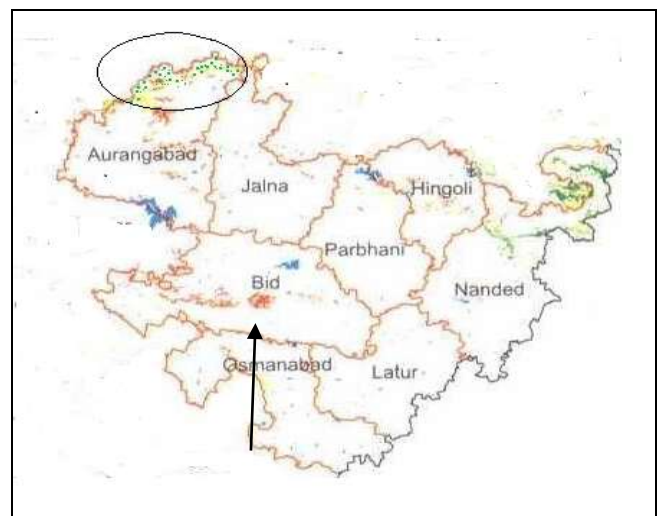 Aurangabad
Jalna
Hingoli
Parbhani
Bid
Nanded
Osmanabad
Latur